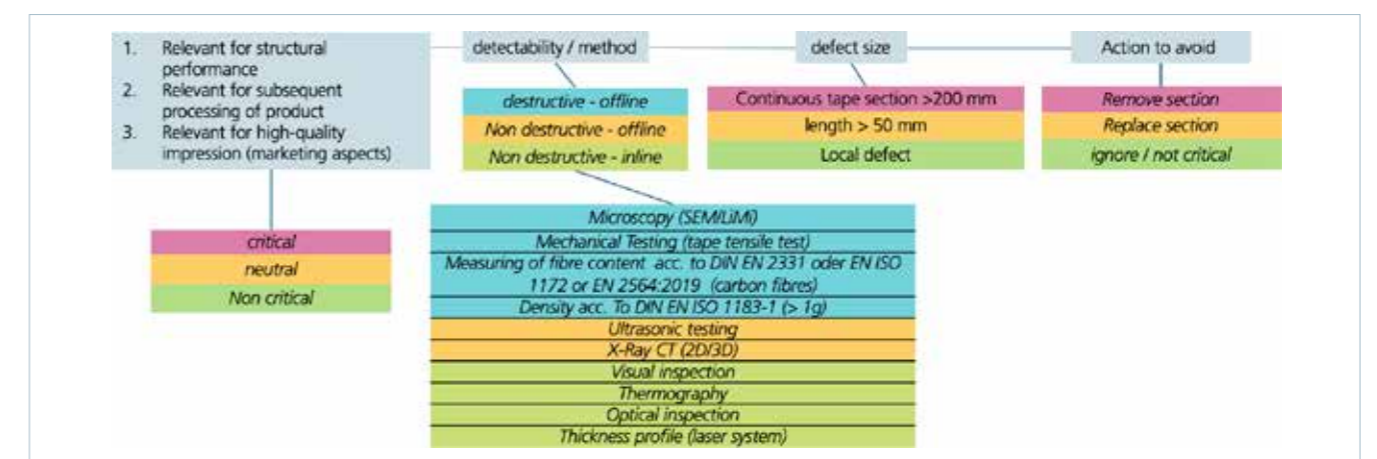 1. Relevant for structural
performance
2. Relevant for subsequent
processing of product
3. Relevant for high-quality
impression (marketing aspects)
critical
neutral
Non critical
detectability / method
destructive - offline
Non destructive - offline
Non destructive - inline
Microscopy (SEM/LiMi)
Mechanical Testing (tape tensile test)
Measuring of fibre content acc. to DIN EN 2331 oder EN ISO
1172 or EN 2564:2019 (carbon fibres)
Density acc. To DIN EN ISO 1183-1 (> 1g)
Ultrasonic testing
X-Ray CT (2D/3D)
Visual inspection
Thermography
Optical inspection
Thickness profile (laser system)
defect size
Continuous tape section >200 mm
length > 50 mm
Local defect
Action to avoid
Remove section
Replace section
ignore / not critical